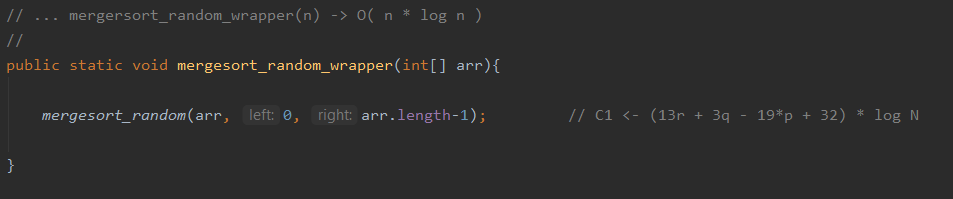 // ... mergersort_random_wrapper(n) -> O( n * log n )
//
public static void mergesort_random_wrapper(int[] arr){
mergesort_random(arr, left: 0, right: arr.length-1); // C1 <- (13r + 3q - 19*p + 32) * log N
}